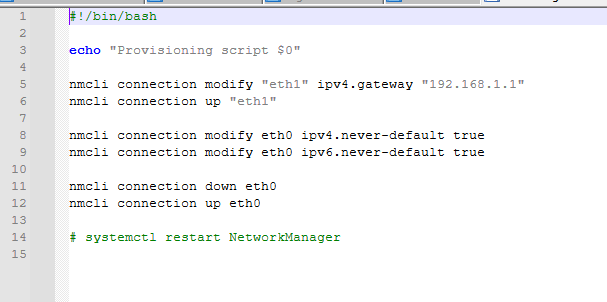 1 #!/bin/bash
2
3 echo "Provisioning script $0"
4
5 nmcli connection modify "eth1" ipv4.gateway "192.168.1.1"
6 nmcli connection up "eth1"
7
8 nmcli connection modify eth0 ipv4.never-default true
9 nmcli connection modify eth0 ipv6.never-default true
10
11 nmcli connection down eth0
12 nmcli connection up eth0
13
14 # systemctl restart NetworkManager
15